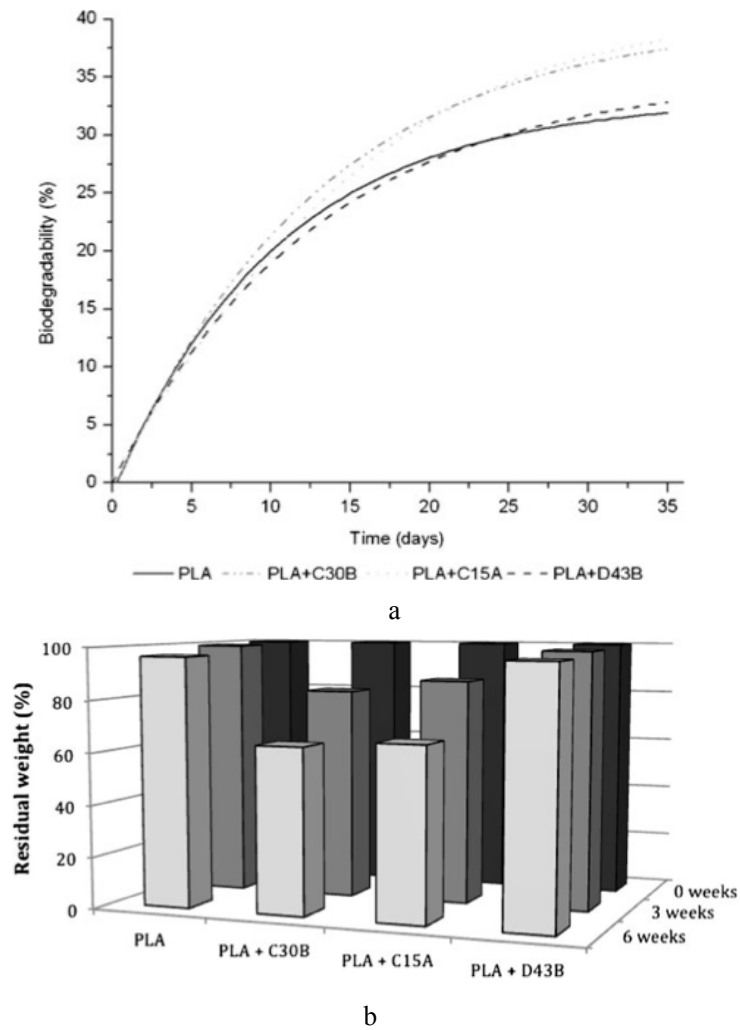 40
35
30
25
20
15
10
5
0
Biodegradability (%)
0 5 10 15 20 25 30 35
Time (days)
PLA PLA+C30B PLA+C15A PLA+D43B
a
100
80
60
40
20
0
Residual weight (%)
PLA PLA + C30B PLA + C15A PLA + D43B
0 weeks
3 weeks
6 weeks
b